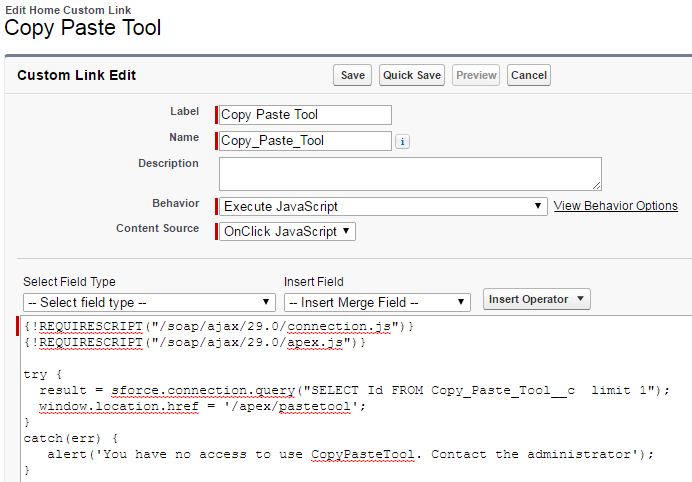 Edit Home Custom Link
Copy Paste Tool
Custom Link Edit Save Quick Save Preview Cancel
Label Copy Paste Tool
Name Copy_Paste_Tool i
Description
Behavior Execute JavaScript View Behavior Options
Content Source OnClick JavaScript
Select Field Type Insert Field
-- Select field type -- -- Insert Merge Field -- Insert Operator
{!REQUIRESCRIPT("/soap/ajax/29.0/connection.js")}
{!REQUIRESCRIPT("/soap/ajax/29.0/apex.js")}
try {
  result = sforce.connection.query("SELECT Id FROM Copy_Paste_Tool__c  limit 1");
  window.location.href = '/apex/pastetool';
}
catch(err) {
   alert('You have no access to use CopyPasteTool. Contact the administrator');
}